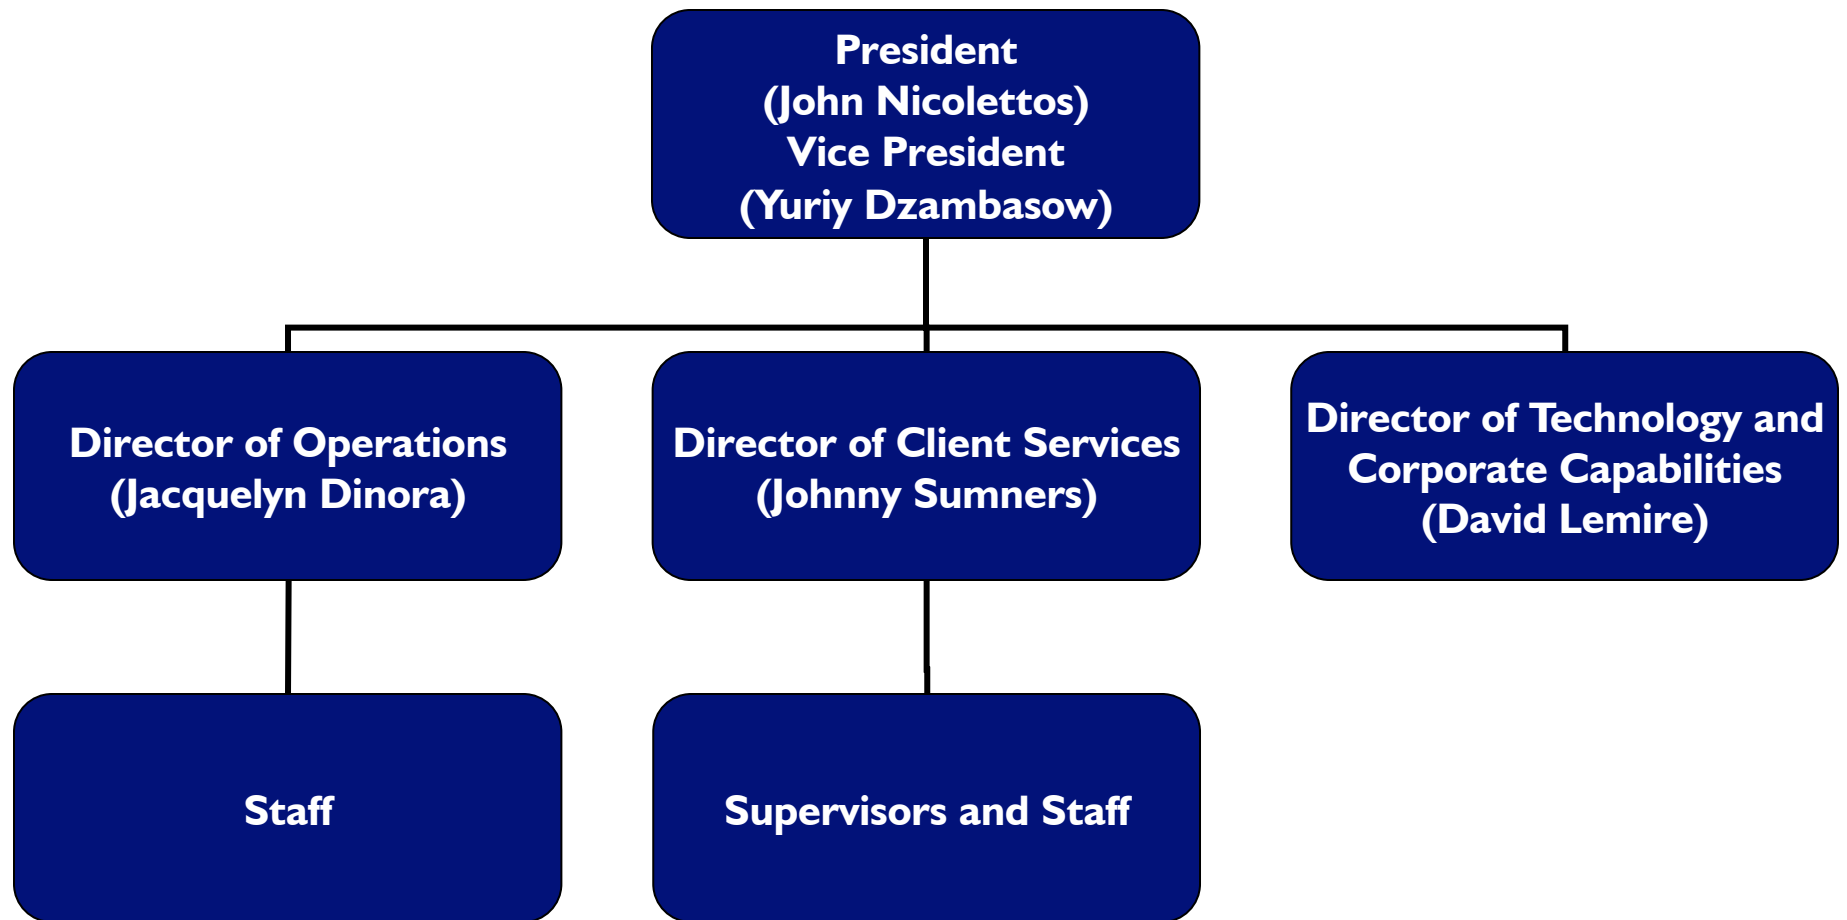 President
(John Nicolettos)
Vice President
(Yuriy Dzambasow)
Director of Operations
(Jacquelyn Dinora)
Director of Client Services
(Johnny Sumners)
Director of Technology and
Corporate Capabilities
(David Lemire)
Staff
Supervisors and Staff